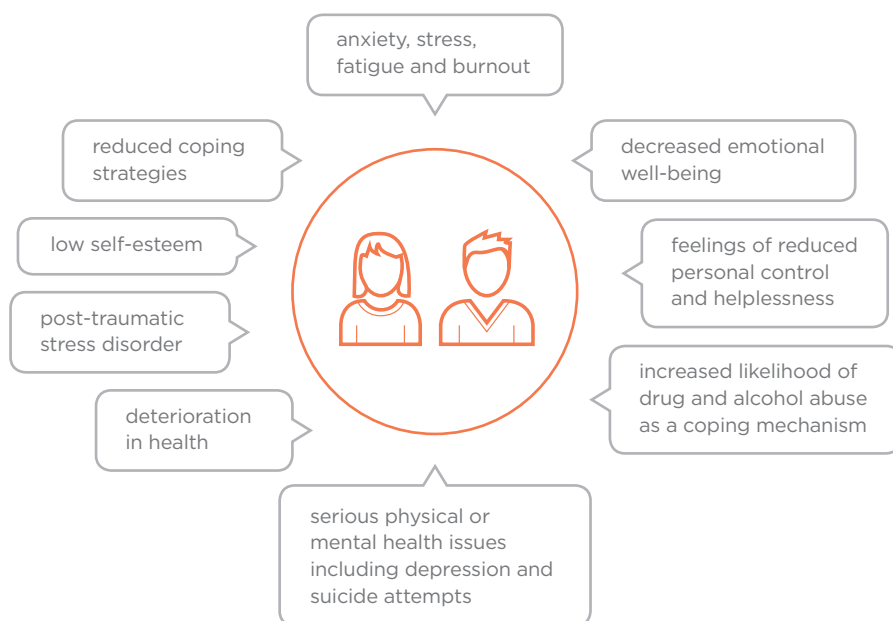 anxiety, stress,
fatigue and burnout
reduced coping
strategies
decreased emotional
well-being
low self-esteem
feelings of reduced
personal control
and helplessness
post-traumatic
stress disorder
increased likelihood of
drug and alcohol abuse
as a coping mechanism
deterioration
in health
serious physical or
mental health issues
including depression and
suicide attempts